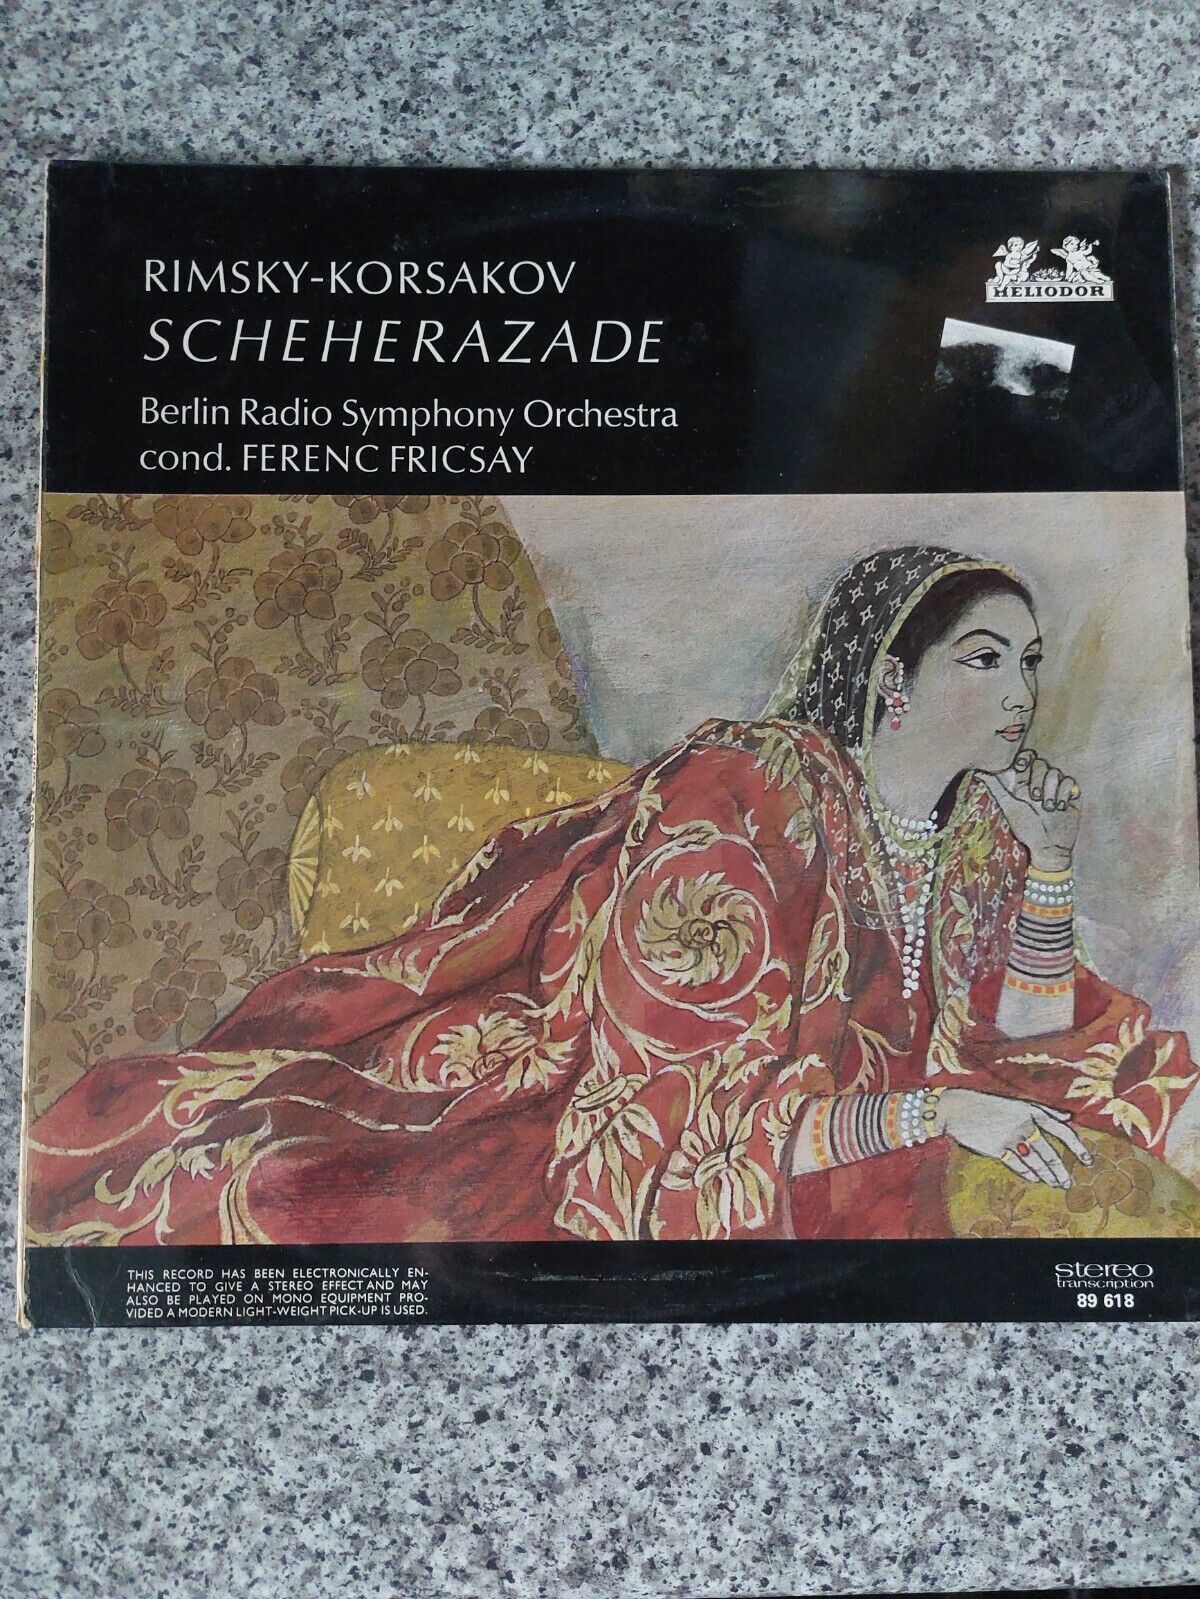 RIMSKY-KORSAKOV
SCHEHERAZADE
Berlin Radio Symphony Orchestra
cond. FERENC FRICSAY
HELIODOR
THIS RECORD HAS BEEN ELECTRONICALLY EN-
HANCED TO GIVE A STEREO EFFECT AND MAY
ALSO BE PLAYED ON MONO EQUIPMENT PRO-
VIDED A MODERN LIGHT-WEIGHT PICK-UP IS USED.
stereo
transcription
89 618